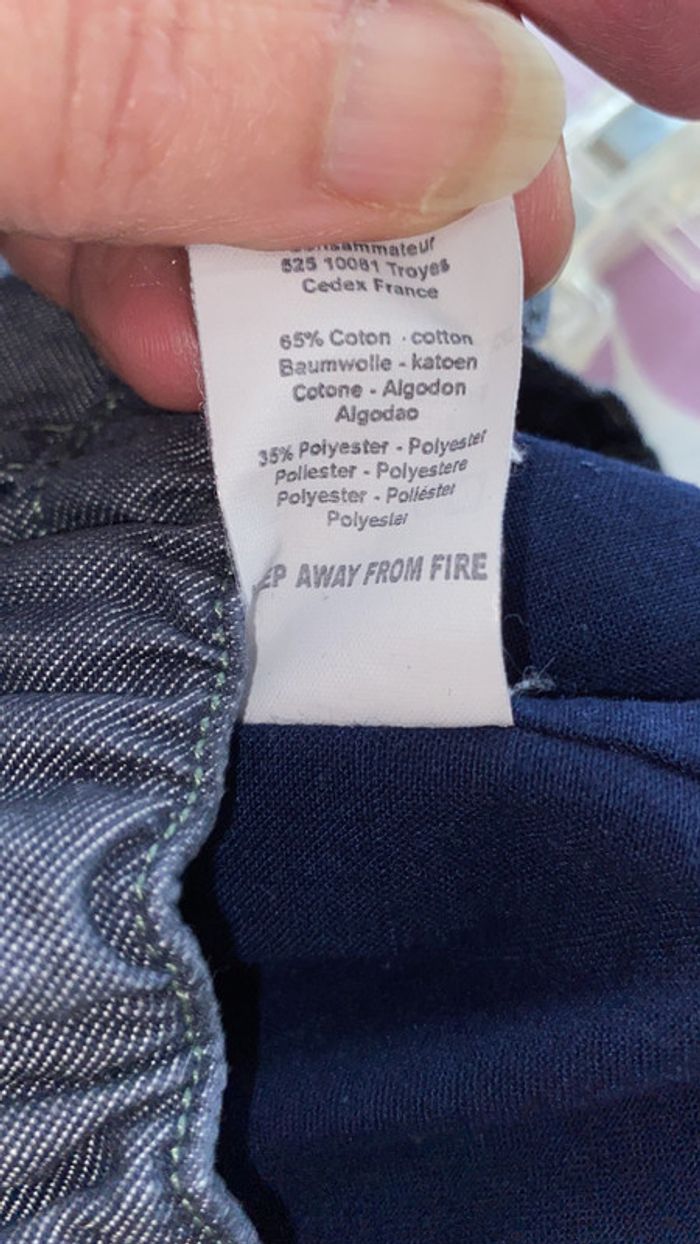 625 10081 Troyes
Cedex France
65% Coton - cotton
Baumwolle - katoen
Cotone - Algodon
Algodao
35% Polyester - Polyester
Poliester - Polyestere
Polyester - Poliéster
Polyester
AWAY FROM FIRE